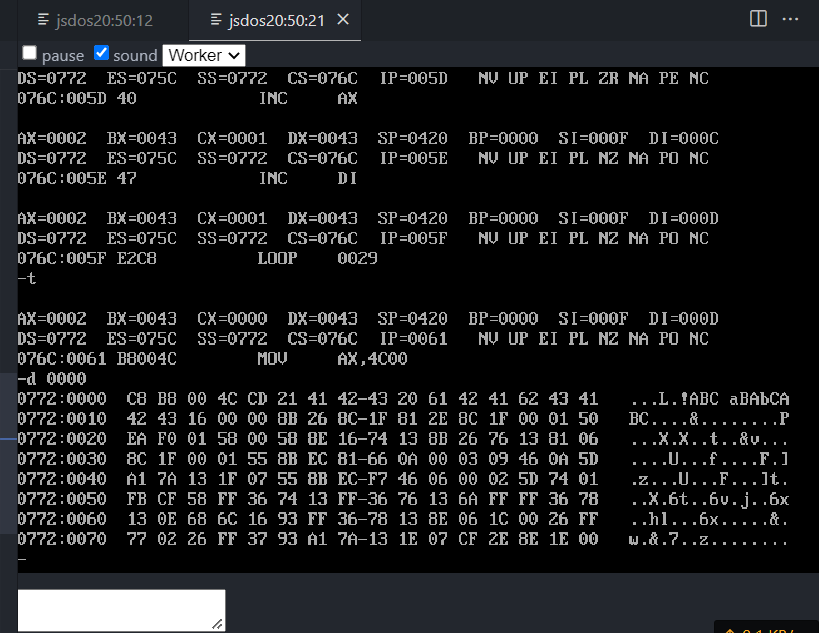 jsdos20:50:12
jsdos20:50:21
pause sound Worker
DS=0772 ES=075C SS=0772 CS=076C IP=005D NV UP EI PL ZR NA PE NC
076C:005D 40 INC AX
AX=0002 BX=0043 CX=0001 DX=0043 SP=0420 BP=0000 SI=000F DI=000C
DS=0772 ES=075C SS=0772 CS=076C IP=005E NV UP EI PL NZ NA PO NC
076C:005E 47 INC DI
AX=0002 BX=0043 CX=0001 DX=0043 SP=0420 BP=0000 SI=000F DI=000D
DS=0772 ES=075C SS=0772 CS=076C IP=005F NV UP EI PL NZ NA PO NC
076C:005F E2C8 LOOP 0029
-t
AX=0002 BX=0043 CX=0000 DX=0043 SP=0420 BP=0000 SI=000F DI=000D
DS=0772 ES=075C SS=0772 CS=076C IP=0061 NV UP EI PL NZ NA PO NC
076C:0061 B8004C MOV AX,4C00
-d 0000
0772:0000 C8 B8 00 4C CD 21 41 42-43 20 61 42 41 62 43 41 ...L.!ABC aBAbCA
0772:0010 42 43 16 00 00 8B 26 8C-1F 81 2E 8C 1F 00 01 50 BC....&........P
0772:0020 EA F0 01 58 00 58 8E 16-74 13 8B 26 76 13 81 06 ...X.X..t..&v...
0772:0030 8C 1F 00 01 55 8B EC 81-66 0A 00 03 09 46 0A 5D ....U...f....F.]
0772:0040 A1 7A 13 1F 07 55 8B EC-F7 46 06 00 02 5D 74 01 .z...U...F...]t.
0772:0050 FB CF 58 FF 36 74 13 FF-36 76 13 6A FF FF 36 78 ..X.6t..6v.j..6x
0772:0060 13 0E 68 6C 16 93 FF 36-78 13 8E 06 1C 00 26 FF ..hl...6x.....&.
0772:0070 77 02 26 FF 37 93 A1 7A-13 1E 07 CF 2E 8E 1E 00 w.&.7..z........
-